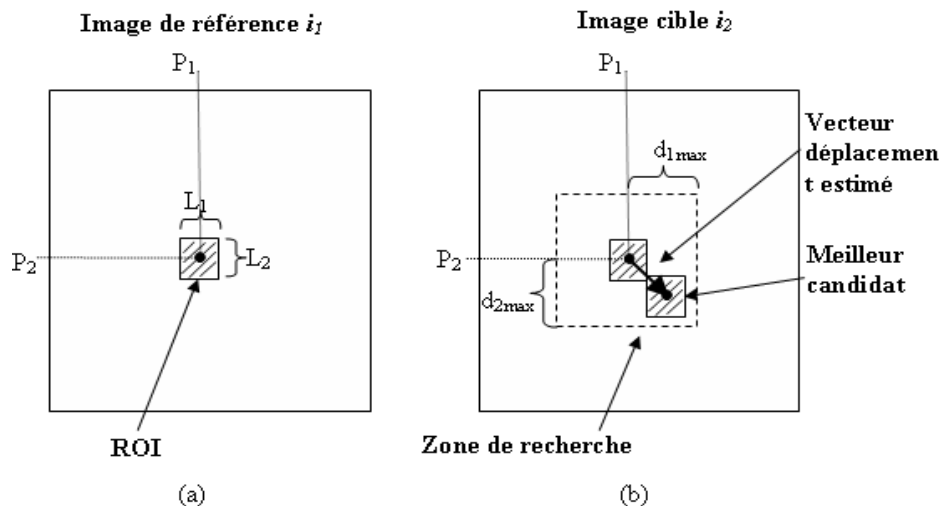 Image de référence i1
Image cible i2
P1
P1
Vecteur
déplacemen
t estimé
d1max
L1
L2
P2
P2
Meilleur
candidat
d2max
ROI
Zone de recherche
(a)
(b)